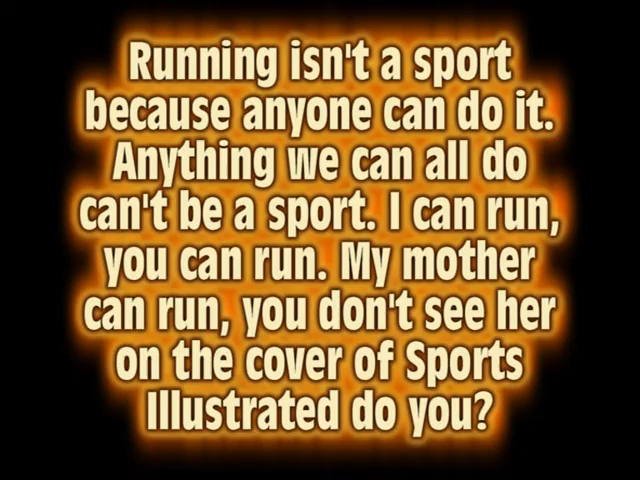 Running isn't a sport
because anyone can do it.
Anything we can all do
can't be a sport. I can run,
you can run. My mother
can run, you don't see her
on the cover of Sports
Illustrated do you?